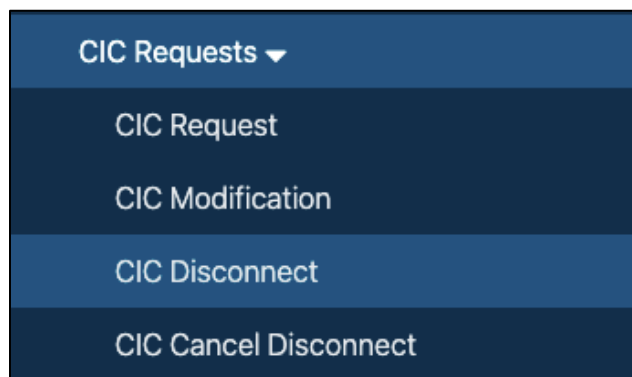 CIC Requests
CIC Request
CIC Modification
CIC Disconnect
CIC Cancel Disconnect